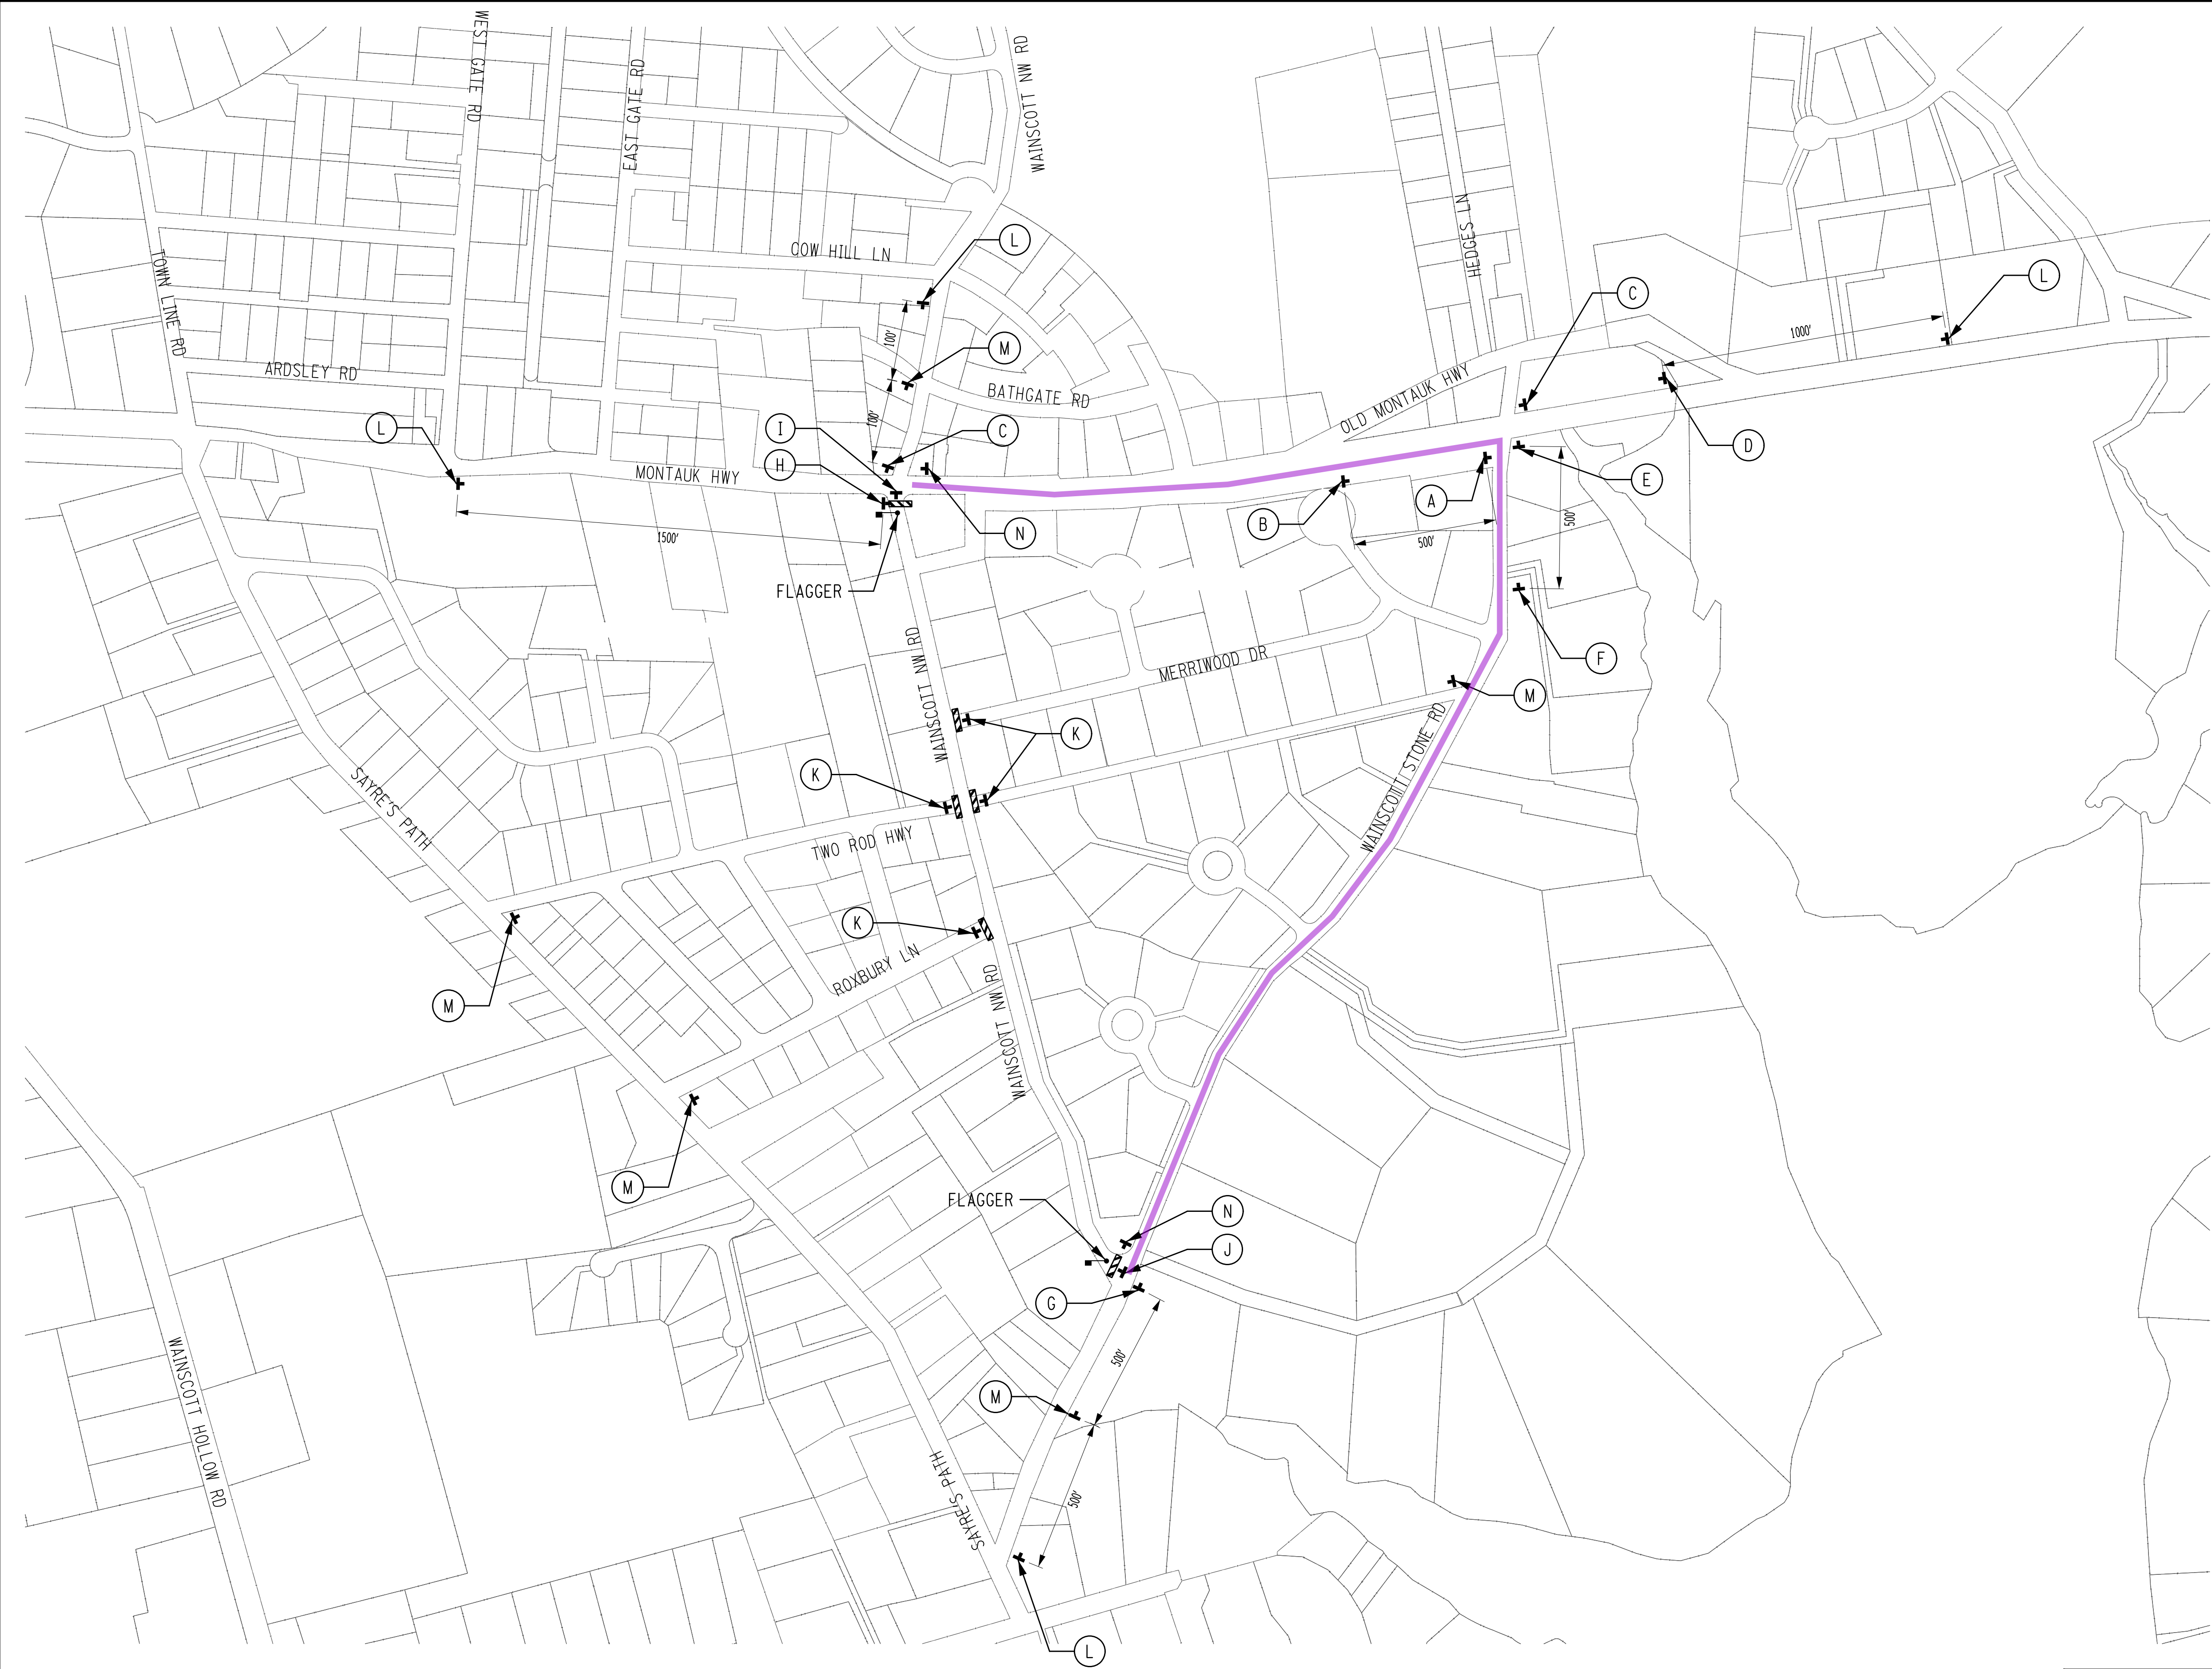 WEST GATE RD
EAST GATE RD
WAINSCOTT NW RD
HEDGES LN
COW HILL LN
L
C
L
TOWN LINE RD
1000'
100'
M
ARDSLEY RD
BATHGATE RD
OLD MONTAUK HWY
100'
L
I
C
D
H
MONTAUK HWY
E
A
B
N
500'
1500'
500'
FLAGGER
WAINSCOTT NW RD
MERRIWOOD DR
F
M
K
K
SAYRE'S PATH
WAINSCOTT STONE RD
TWO ROD HWY
K
ROXBURY LN
M
WAINSCOTT NW RD
M
FLAGGER
N
J
G
500'
M
WAINSCOTT HOLLOW RD
SAYRE'S PATH
500'
L